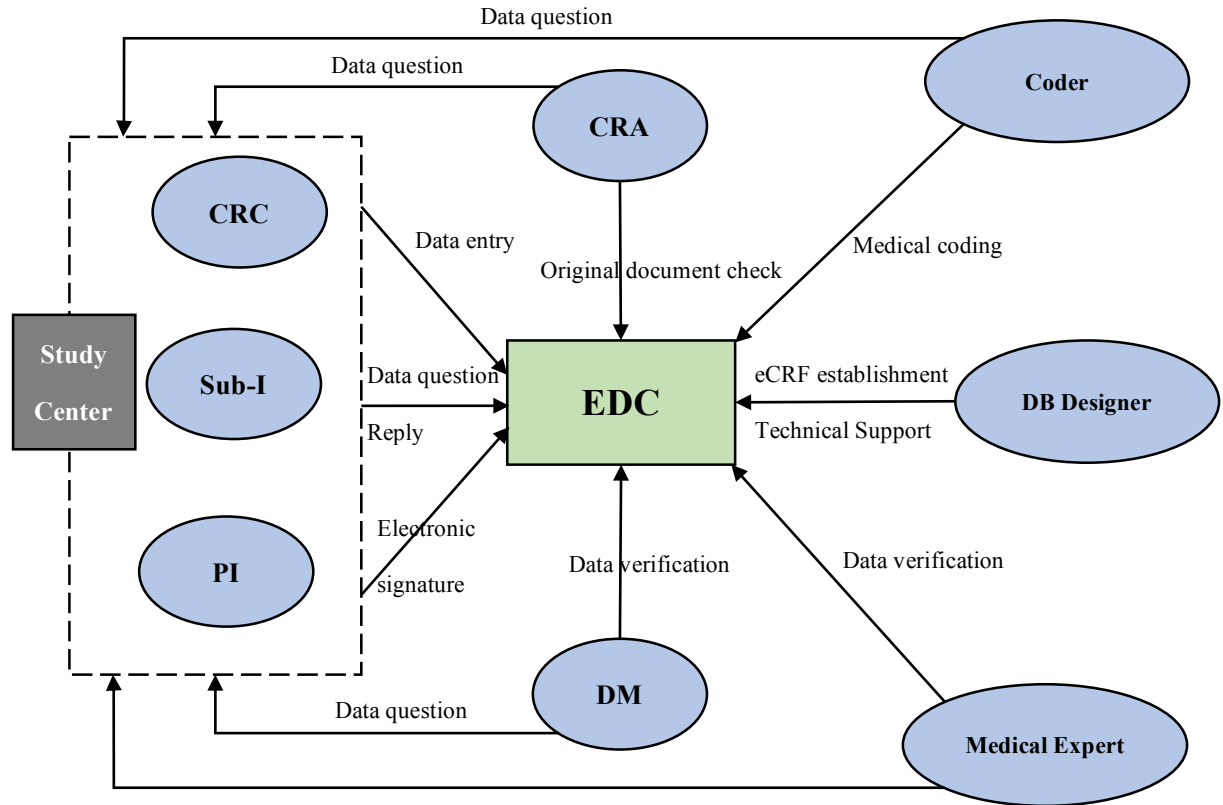 Data question
Data question
Coder
CRA
CRC
Data entry
Medical coding
Original document check
Study
Center
Sub-I
Data question
Reply
EDC
eCRF establishment
Technical Support
DB Designer
PI
Electronic
signature
Data verification
Data verification
DM
Data question
Medical Expert